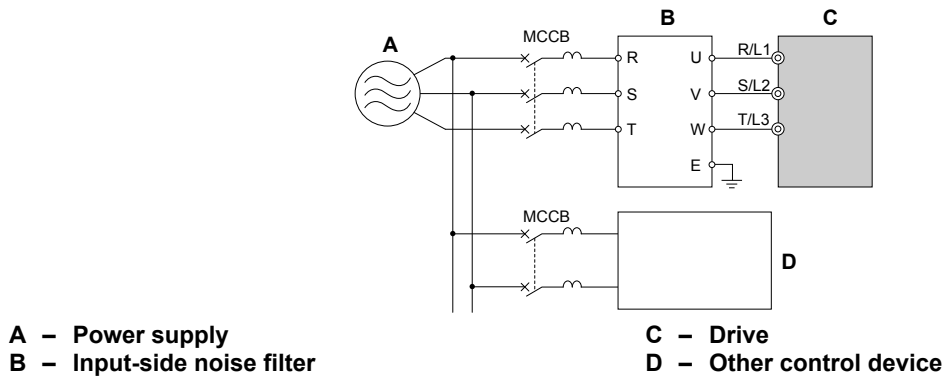 B C
A
MCCB
R U R/L1
S V S/L2
T W T/L3
E
MCCB
D
A – Power supply
B – Input-side noise filter
C – Drive
D – Other control device